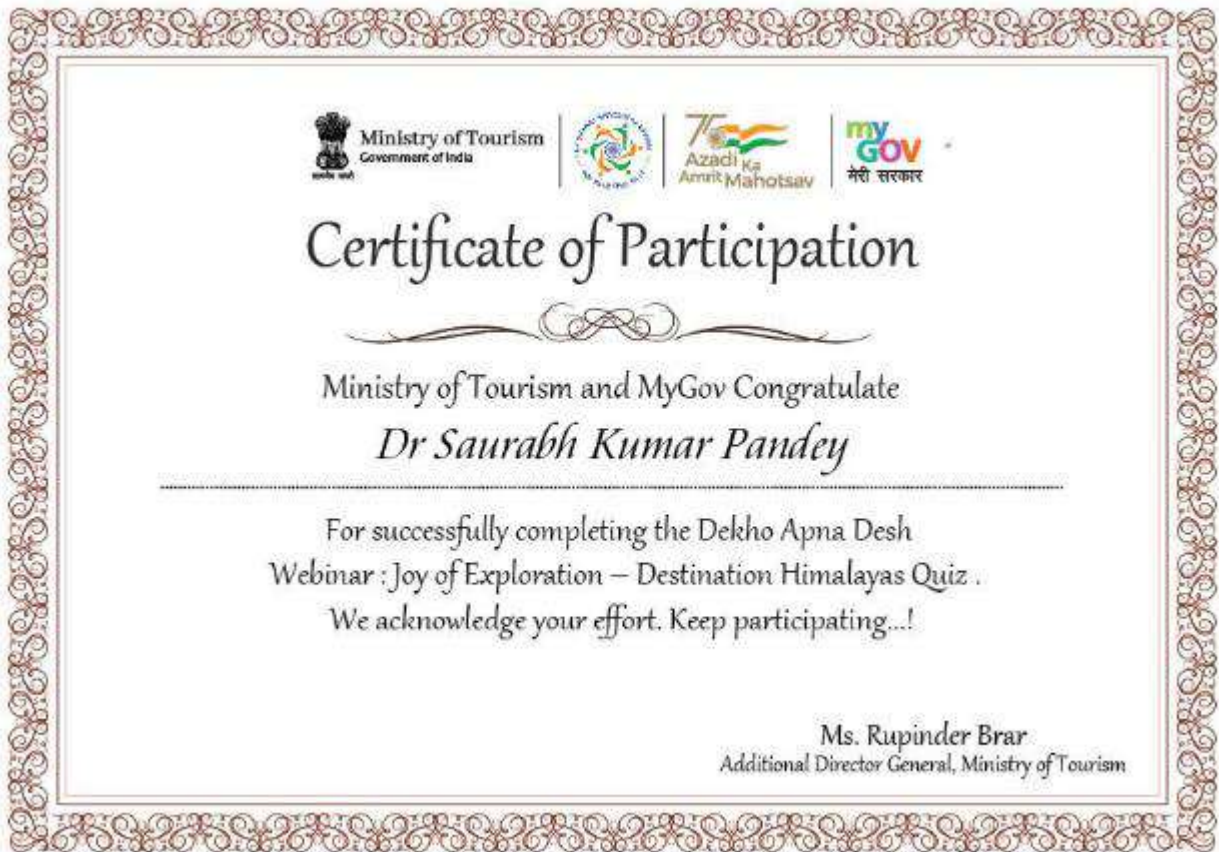 Ministry of Tourism
Government of India
75
Azadi Ka
Amrit Mahotsav
my
GOV
मेरी सरकार
Certificate of Participation
Ministry of Tourism and MyGov Congratulate
Dr Saurabh Kumar Pandey
For successfully completing the Dekho Apna Desh
Webinar : Joy of Exploration – Destination Himalayas Quiz .
We acknowledge your effort. Keep participating...!
Ms. Rupinder Brar
Additional Director General, Ministry of Tourism